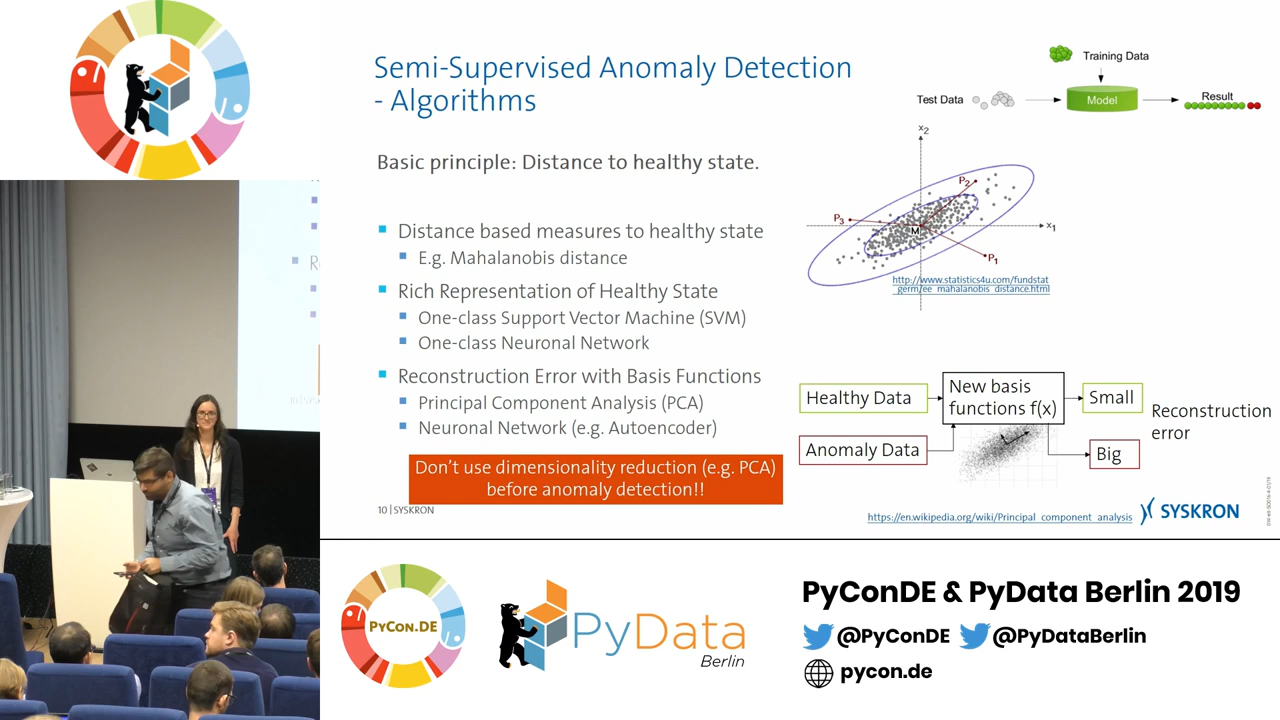 Semi-Supervised Anomaly Detection
- Algorithms
Basic principle: Distance to healthy state.
Distance based measures to healthy state
E.g. Mahalanobis distance
Rich Representation of Healthy State
One-class Support Vector Machine (SVM)
One-class Neuronal Network
Reconstruction Error with Basis Functions
Principal Component Analysis (PCA)
Neuronal Network (e.g. Autoencoder)
Don't use dimensionality reduction (e.g. PCA)
before anomaly detection!!
10 | SYSKRON
Training Data
Test Data
Model
Result
x2
P2
P3
M
x1
P1
http://www.statistics4u.com/fundstat
_germ/ee_mahalanobis_distance.html
Healthy Data
New basis
functions f(x)
Small
Reconstruction
error
Anomaly Data
Big
https://en.wikipedia.org/wiki/Principal_component_analysis
SYSKRON
PyCon.DE
PyData
Berlin
PyConDE & PyData Berlin 2019
@PyConDE
@PyDataBerlin
pycon.de